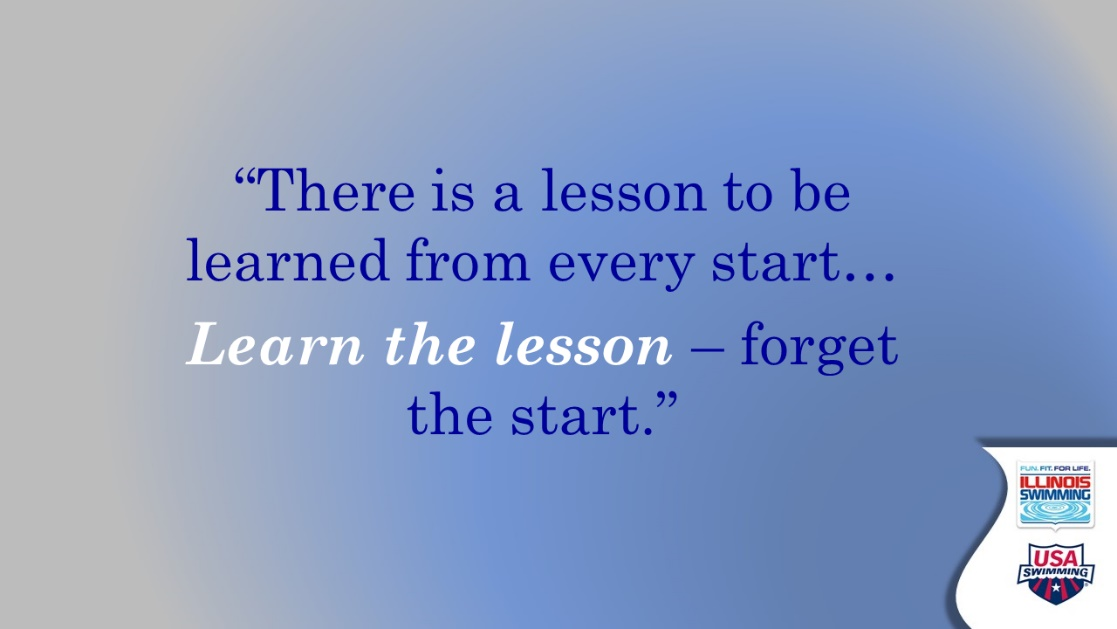 “There is a lesson to be
learned from every start…
Learn the lesson – forget
the start.”
FUN. FIT. FOR LIFE.
ILLINOIS
SWIMMING
USA
SWIMMING